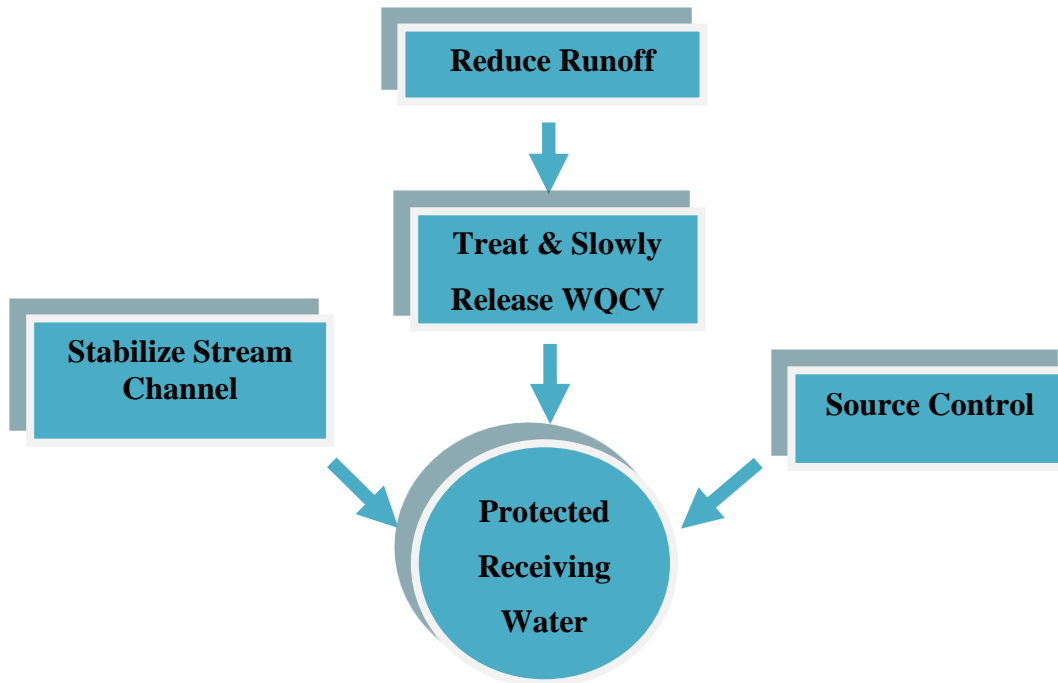 Reduce Runoff
Treat & Slowly
Release WQCV
Stabilize Stream
Channel
Source Control
Protected
Receiving
Water